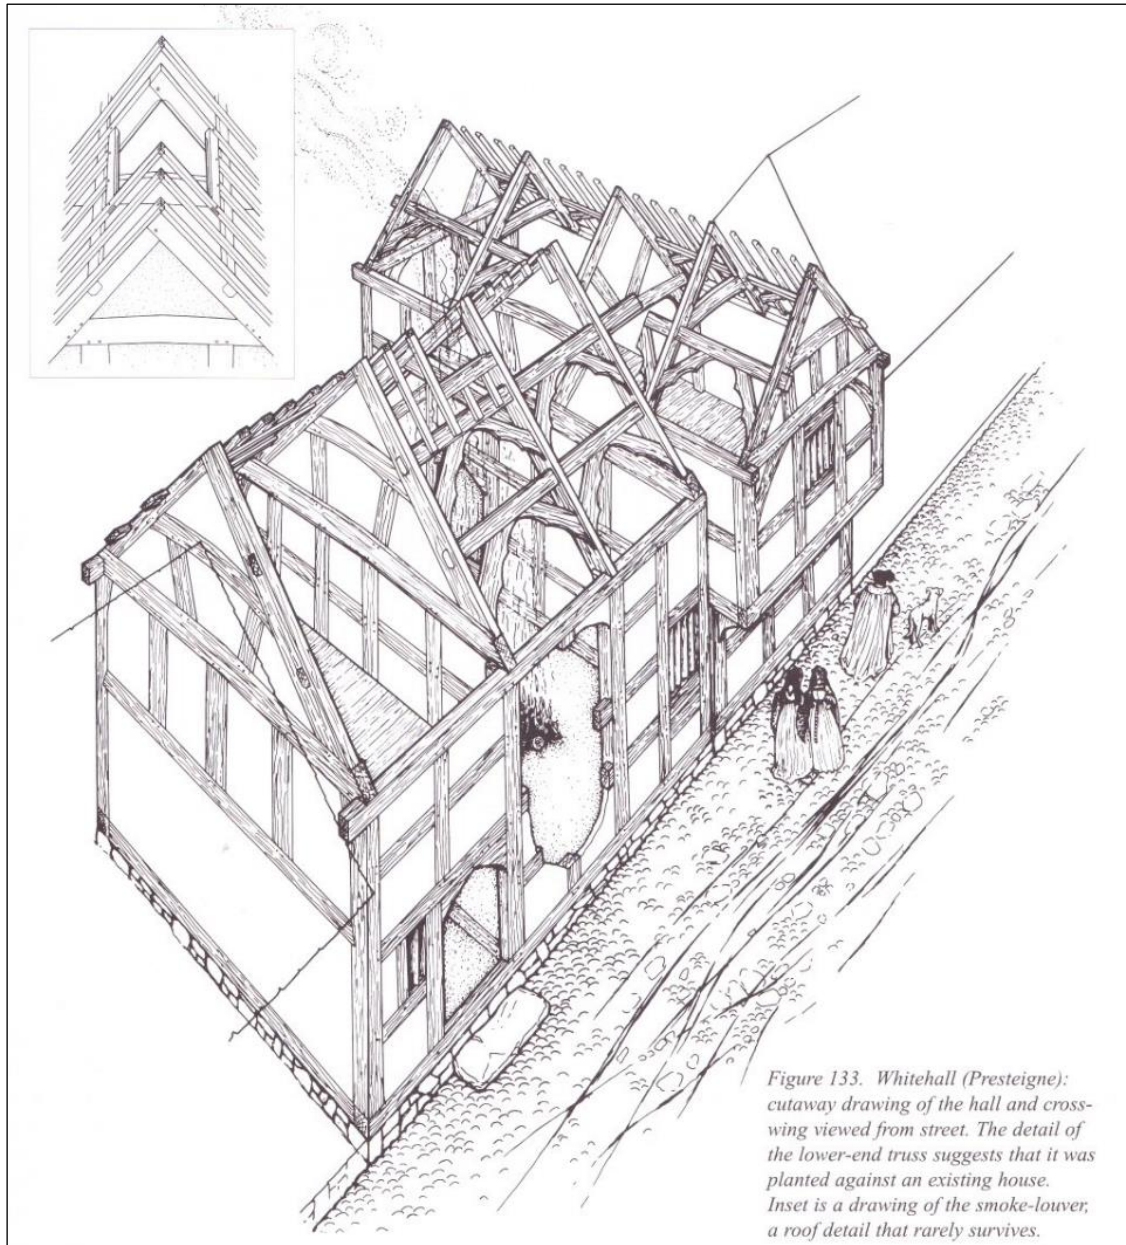 Figure 133. Whitehall (Presteigne):
cutaway drawing of the hall and cross-
wing viewed from street. The detail of
the lower-end truss suggests that it was
planted against an existing house.
Inset is a drawing of the smoke-louver,
a roof detail that rarely survives.